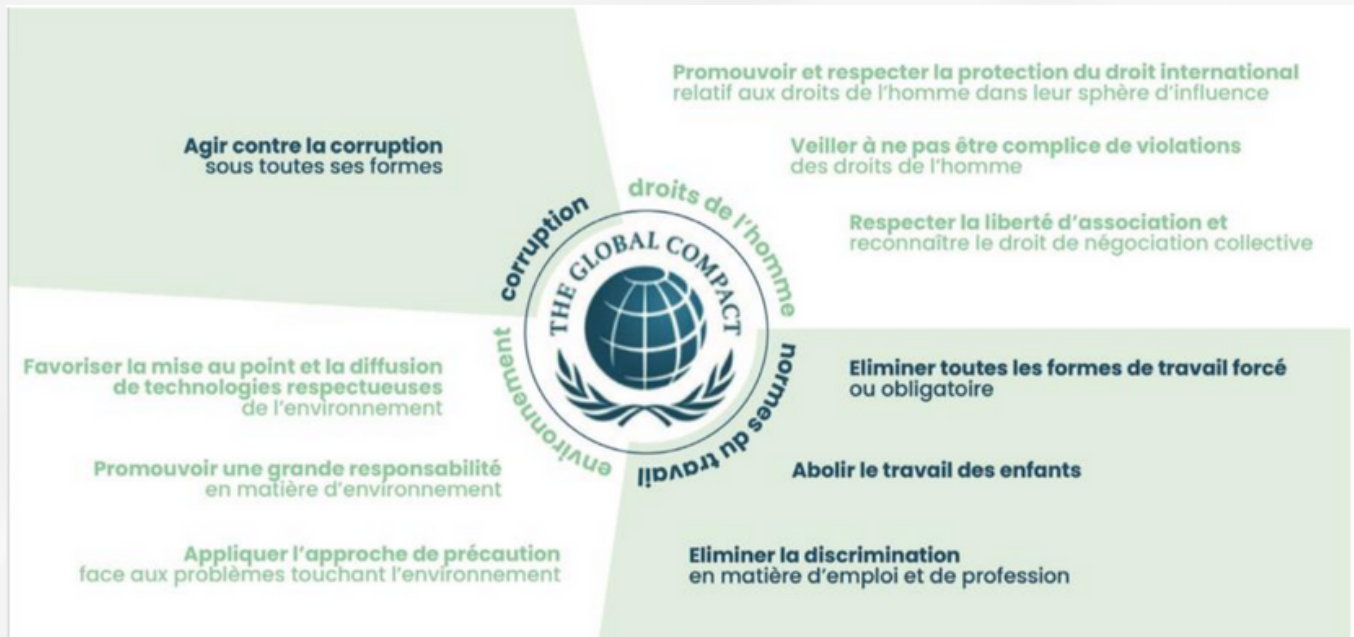 Agir contre la corruption
sous toutes ses formes
Promouvoir et respecter la protection du droit international
relatif aux droits de l'homme dans leur sphère d'influence
Veiller à ne pas être complice de violations
des droits de l'homme
Respecter la liberté d'association et
reconnaître le droit de négociation collective
corruption
droits de l'homme
THE GLOBAL COMPACT
environnement
normes du travail
Favoriser la mise au point et la diffusion
de technologies respectueuses
de l'environnement
Promouvoir une grande responsabilité
en matière d'environnement
Appliquer l'approche de précaution
face aux problèmes touchant l'environnement
Eliminer toutes les formes de travail forcé
ou obligatoire
Abolir le travail des enfants
Eliminer la discrimination
en matière d'emploi et de profession